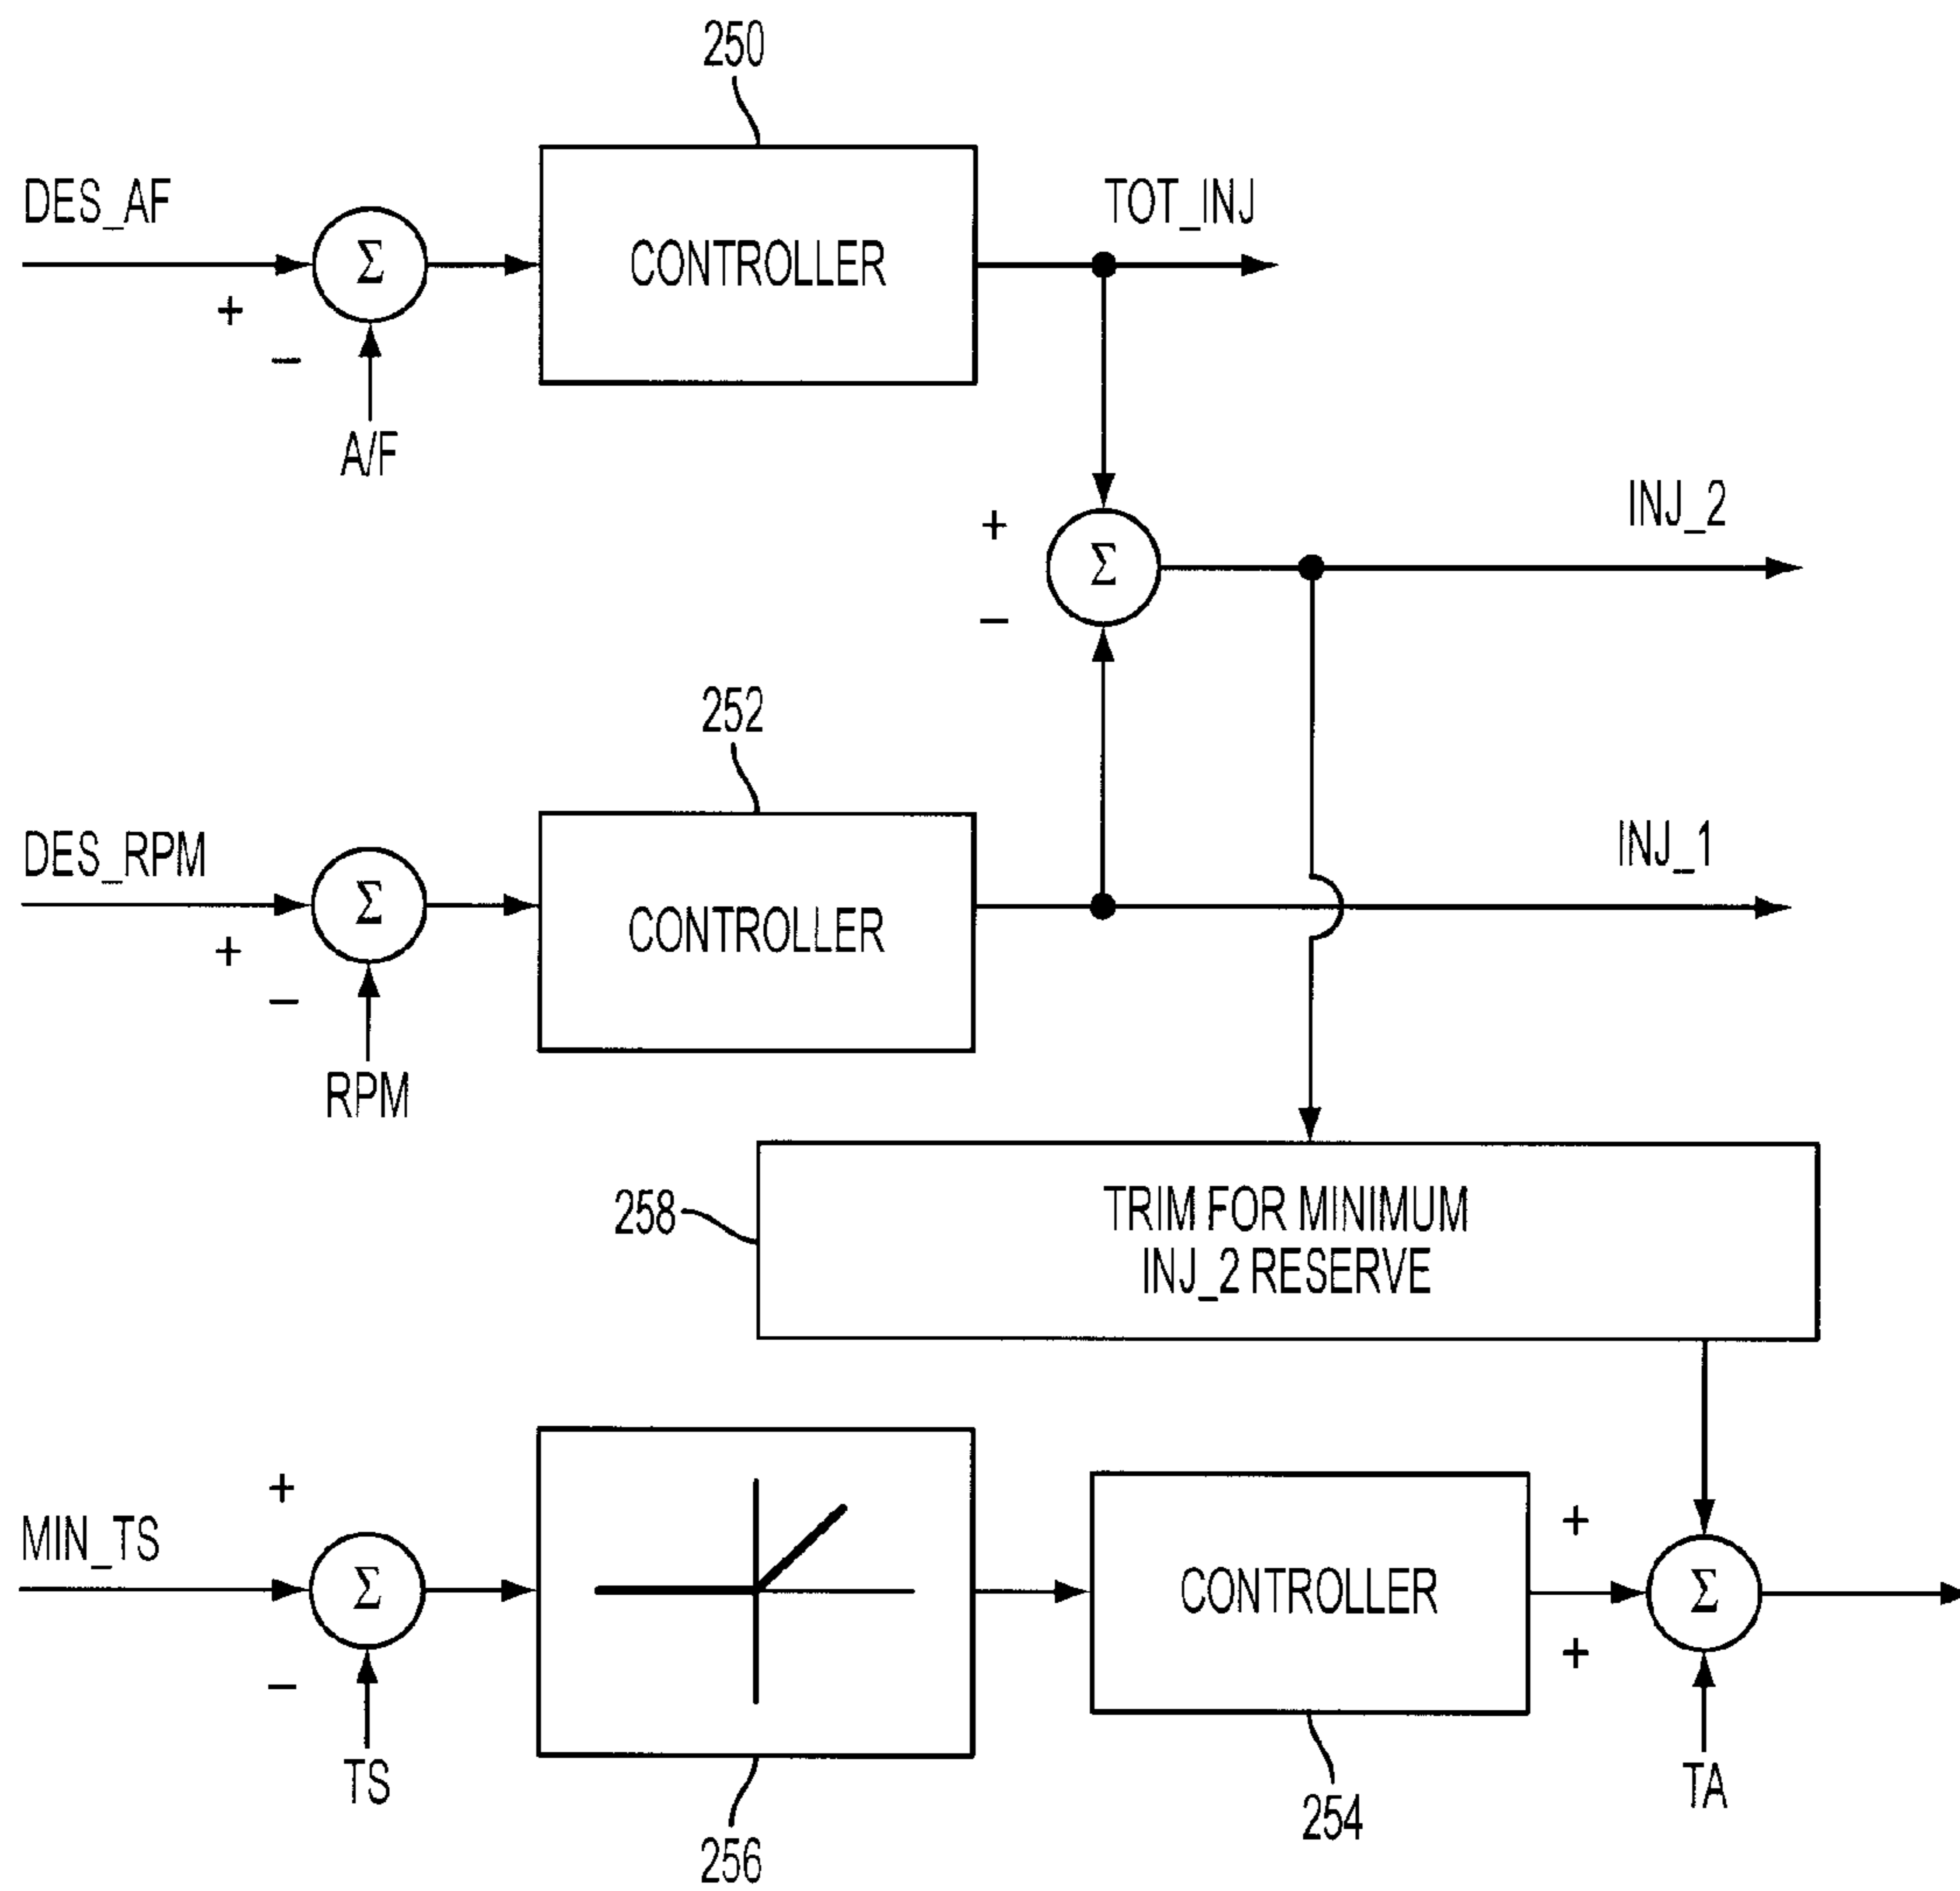 250
DES_AF
Σ
CONTROLLER
TOT_INJ
+
−
A/F
INJ_2
+
Σ
−
252
DES_RPM
Σ
CONTROLLER
INJ_1
+
−
RPM
258
TRIM FOR MINIMUM
INJ_2 RESERVE
+
MIN_TS
Σ
CONTROLLER
+
Σ
+
−
TS
TA
254
256